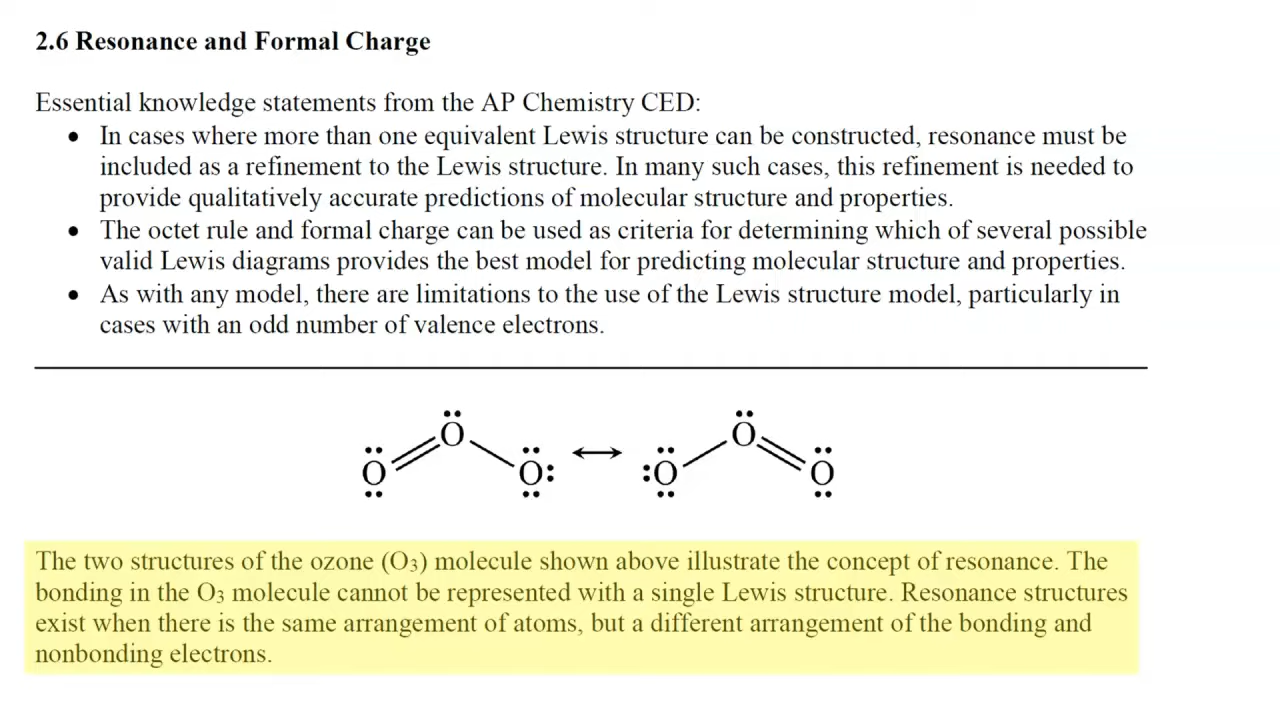 2.6 Resonance and Formal Charge
Essential knowledge statements from the AP Chemistry CED:
• In cases where more than one equivalent Lewis structure can be constructed, resonance must be
included as a refinement to the Lewis structure. In many such cases, this refinement is needed to
provide qualitatively accurate predictions of molecular structure and properties.
• The octet rule and formal charge can be used as criteria for determining which of several possible
valid Lewis diagrams provides the best model for predicting molecular structure and properties.
• As with any model, there are limitations to the use of the Lewis structure model, particularly in
cases with an odd number of valence electrons.
O O O ↔ O O O
The two structures of the ozone (O₃) molecule shown above illustrate the concept of resonance. The
bonding in the O₃ molecule cannot be represented with a single Lewis structure. Resonance structures
exist when there is the same arrangement of atoms, but a different arrangement of the bonding and
nonbonding electrons.